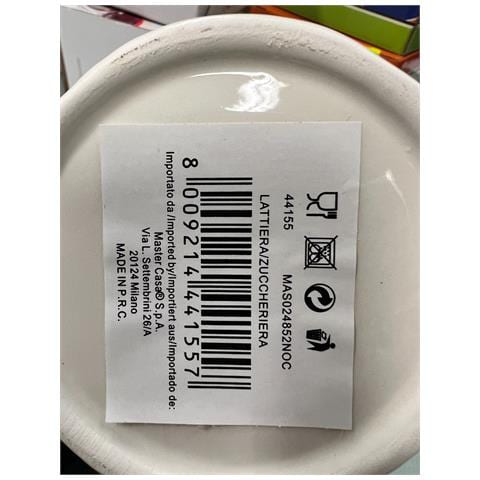 44155 MAS024852NOC
LATTIERA/ZUCCHERIERA
8 009214 441557
Importato da /Imported by/Importiert aus/Importado de:
Master Casa® S.p.A.
Via L. Settembrini 26/A
20124 Milano
MADE IN P.R.C.